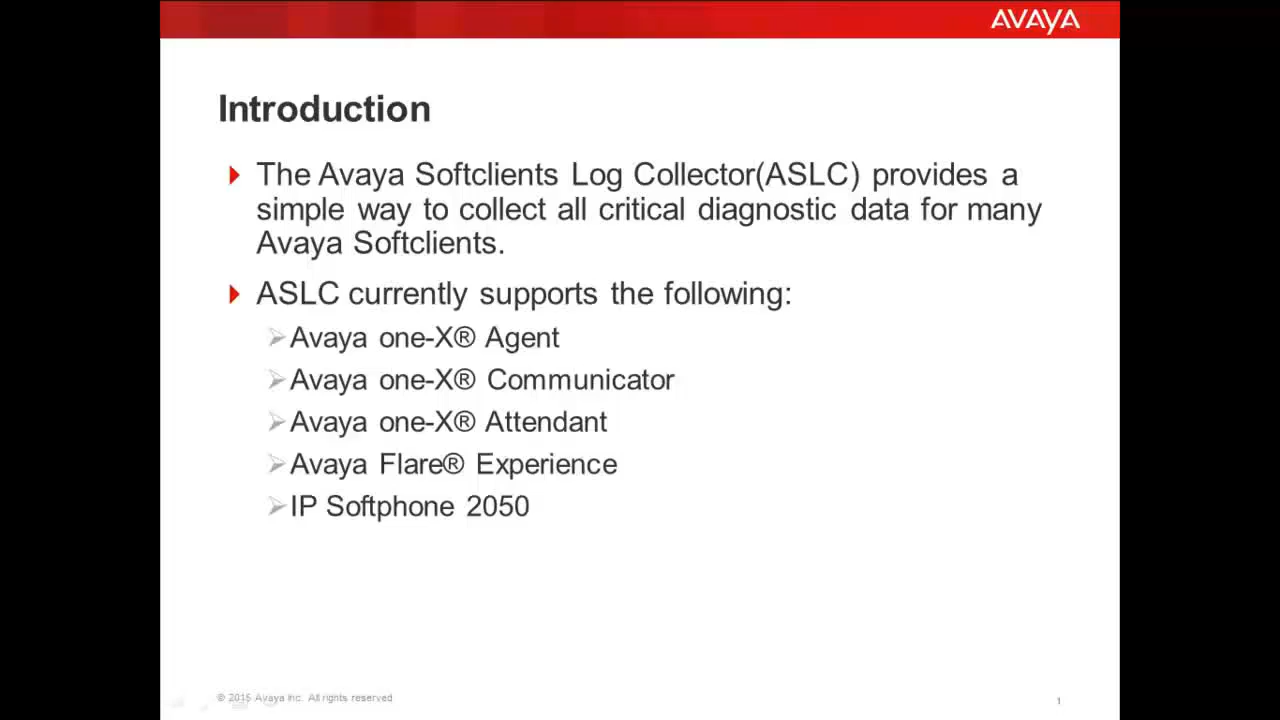 AVAYA
Introduction
The Avaya Softclients Log Collector(ASLC) provides a
simple way to collect all critical diagnostic data for many
Avaya Softclients.
ASLC currently supports the following:
Avaya one-X® Agent
Avaya one-X® Communicator
Avaya one-X® Attendant
Avaya Flare® Experience
IP Softphone 2050
© 2015 Avaya Inc. All rights reserved
1